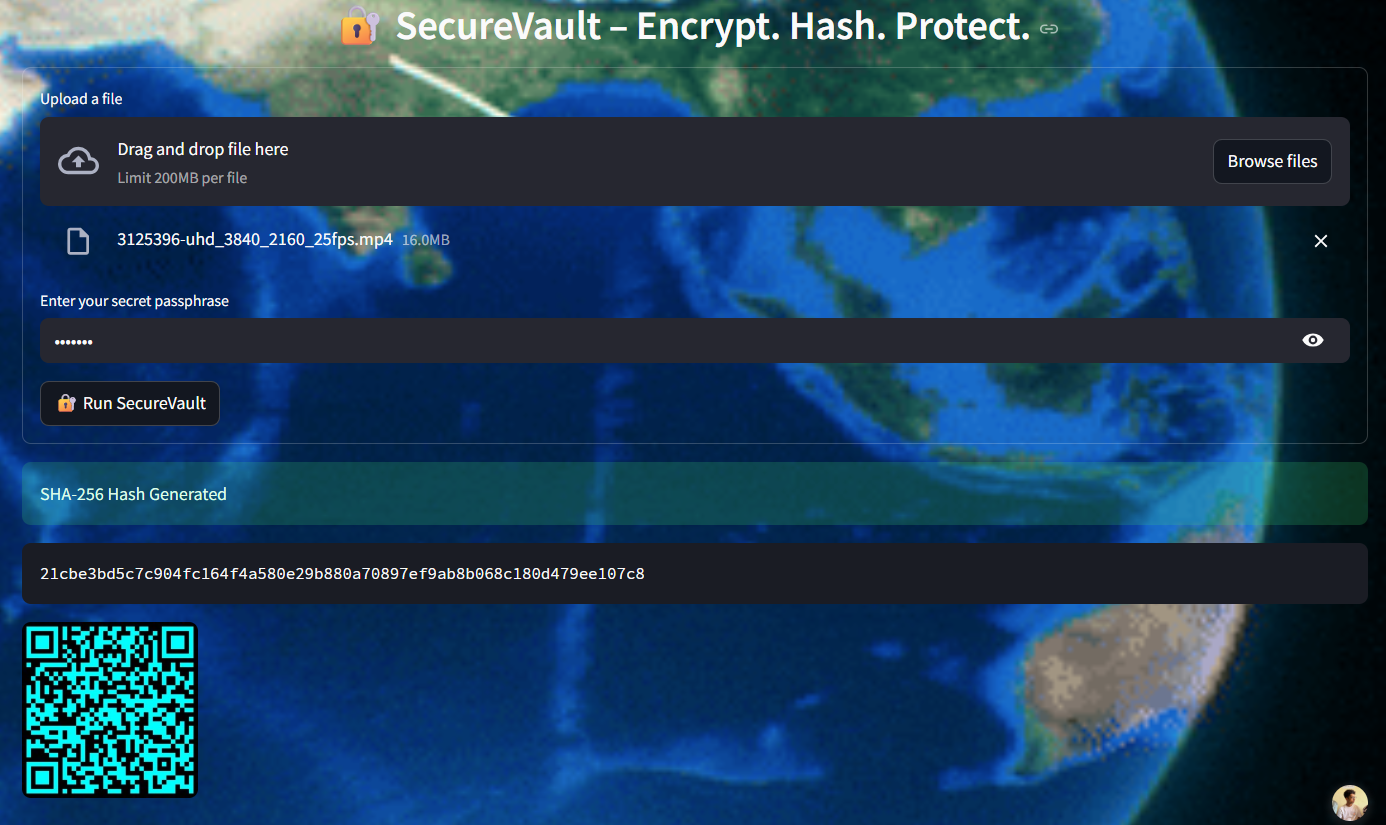 SecureVault – Encrypt. Hash. Protect.
Upload a file
Drag and drop file here
Limit 200MB per file
Browse files
3125396-uhd_3840_2160_25fps.mp4 16.0MB
Enter your secret passphrase
•••••••
Run SecureVault
SHA-256 Hash Generated
21cbe3bd5c7c904fc164f4a580e29b880a70897ef9ab8b068c180d479ee107c8